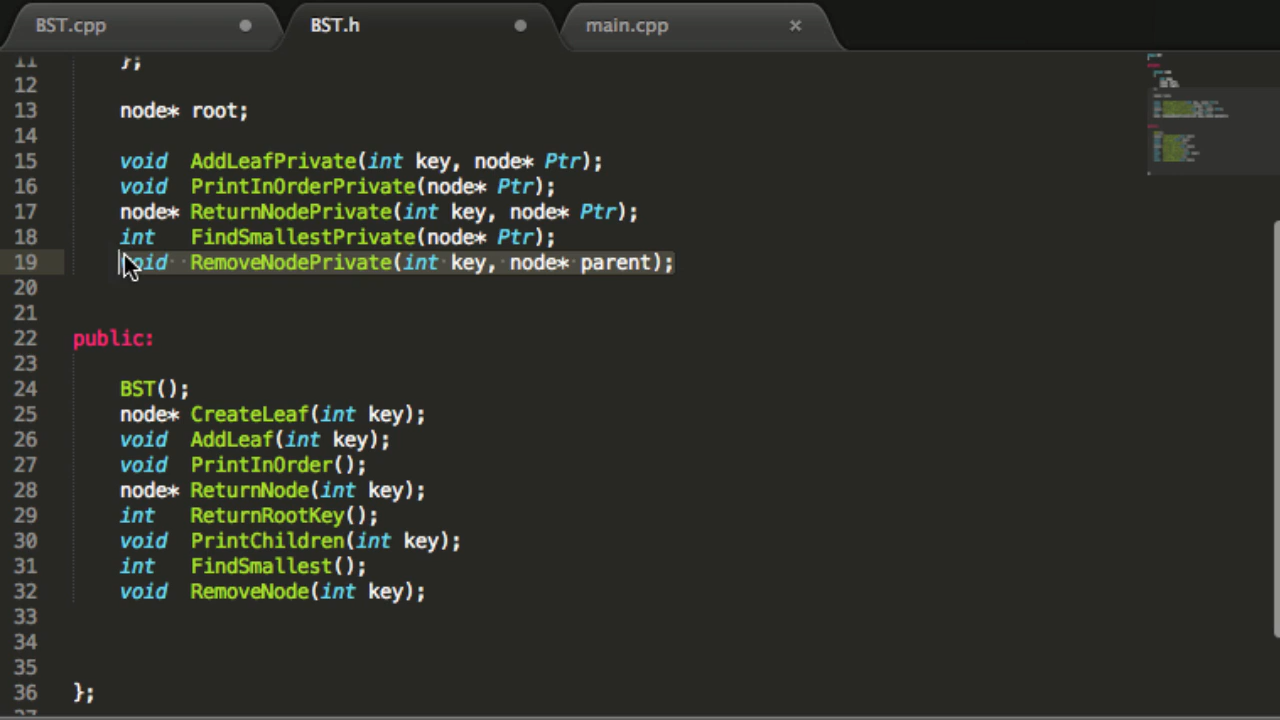 BST.cpp BST.h main.cpp
11 };
12
13 node* root;
14
15 void AddLeafPrivate(int key, node* Ptr);
16 void PrintInOrderPrivate(node* Ptr);
17 node* ReturnNodePrivate(int key, node* Ptr);
18 int FindSmallestPrivate(node* Ptr);
19 void RemoveNodePrivate(int key, node* parent);
20
21
22 public:
23
24 BST();
25 node* CreateLeaf(int key);
26 void AddLeaf(int key);
27 void PrintInOrder();
28 node* ReturnNode(int key);
29 int ReturnRootKey();
30 void PrintChildren(int key);
31 int FindSmallest();
32 void RemoveNode(int key);
33
34
35
36 };
37